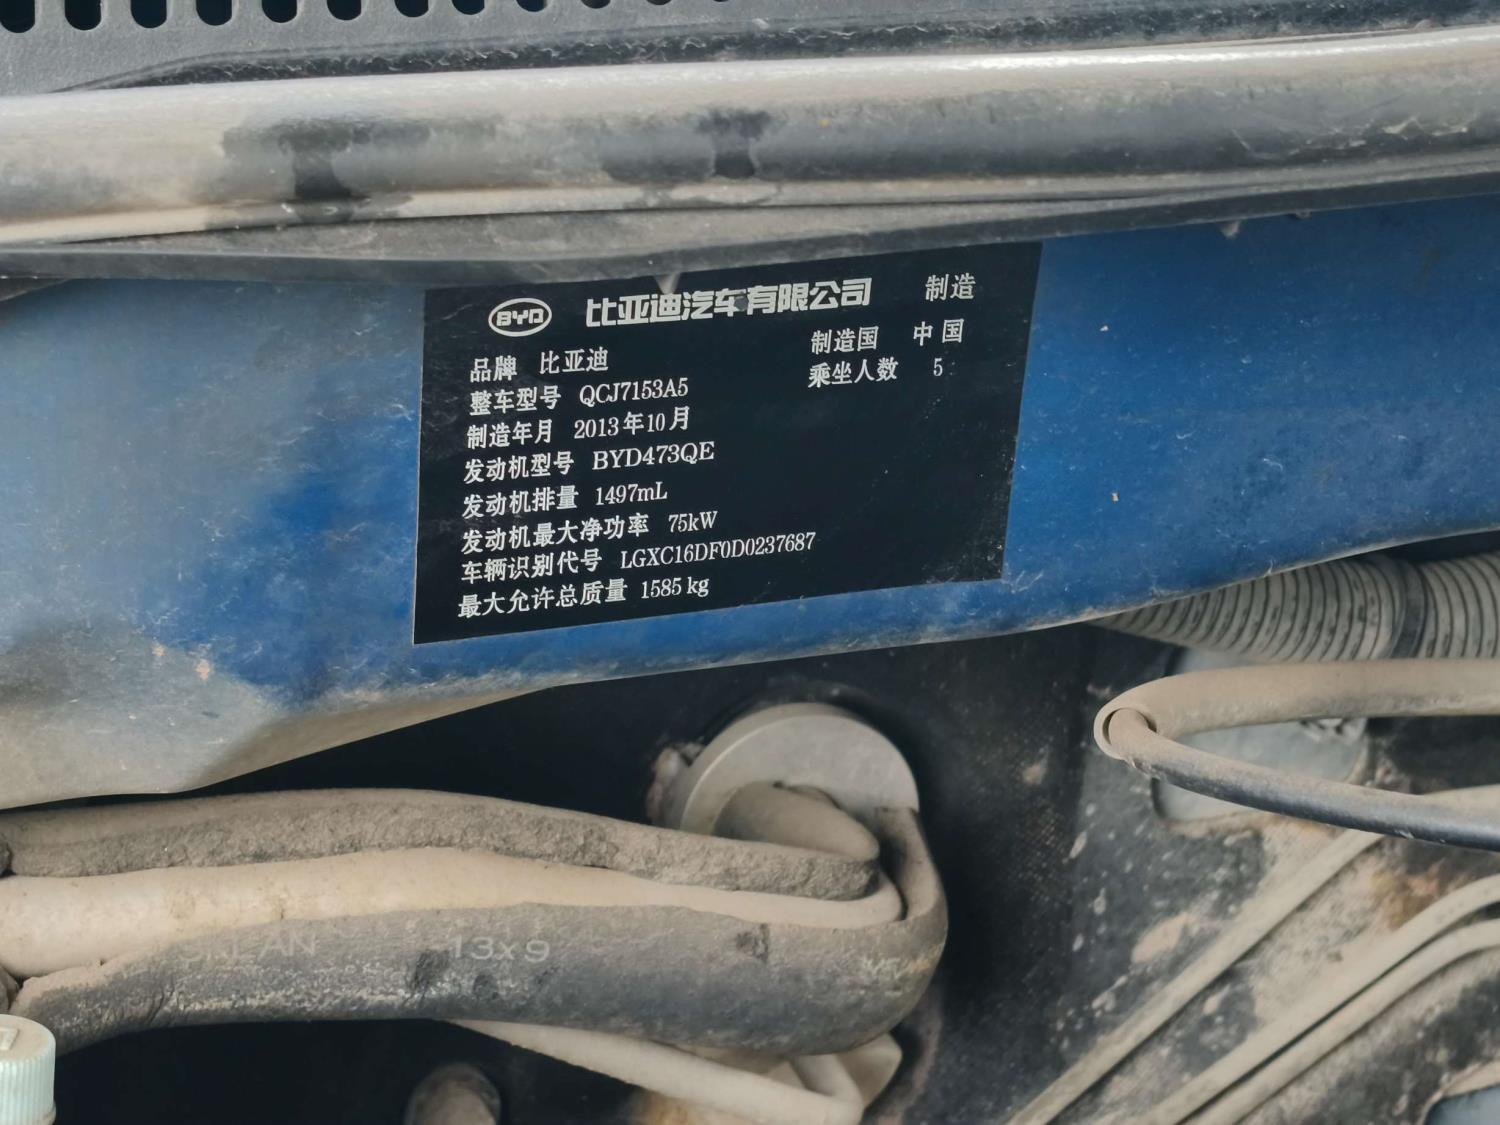 BYD 比亚迪汽车有限公司 制造
品牌 比亚迪 制造国 中国
整车型号 QCJ7153A5 乘坐人数 5
制造年月 2013年10月
发动机型号 BYD473QE
发动机排量 1497mL
发动机最大净功率 75kW
车辆识别代号 LGXC16DF0D0237687
最大允许总质量 1585 kg
13x9